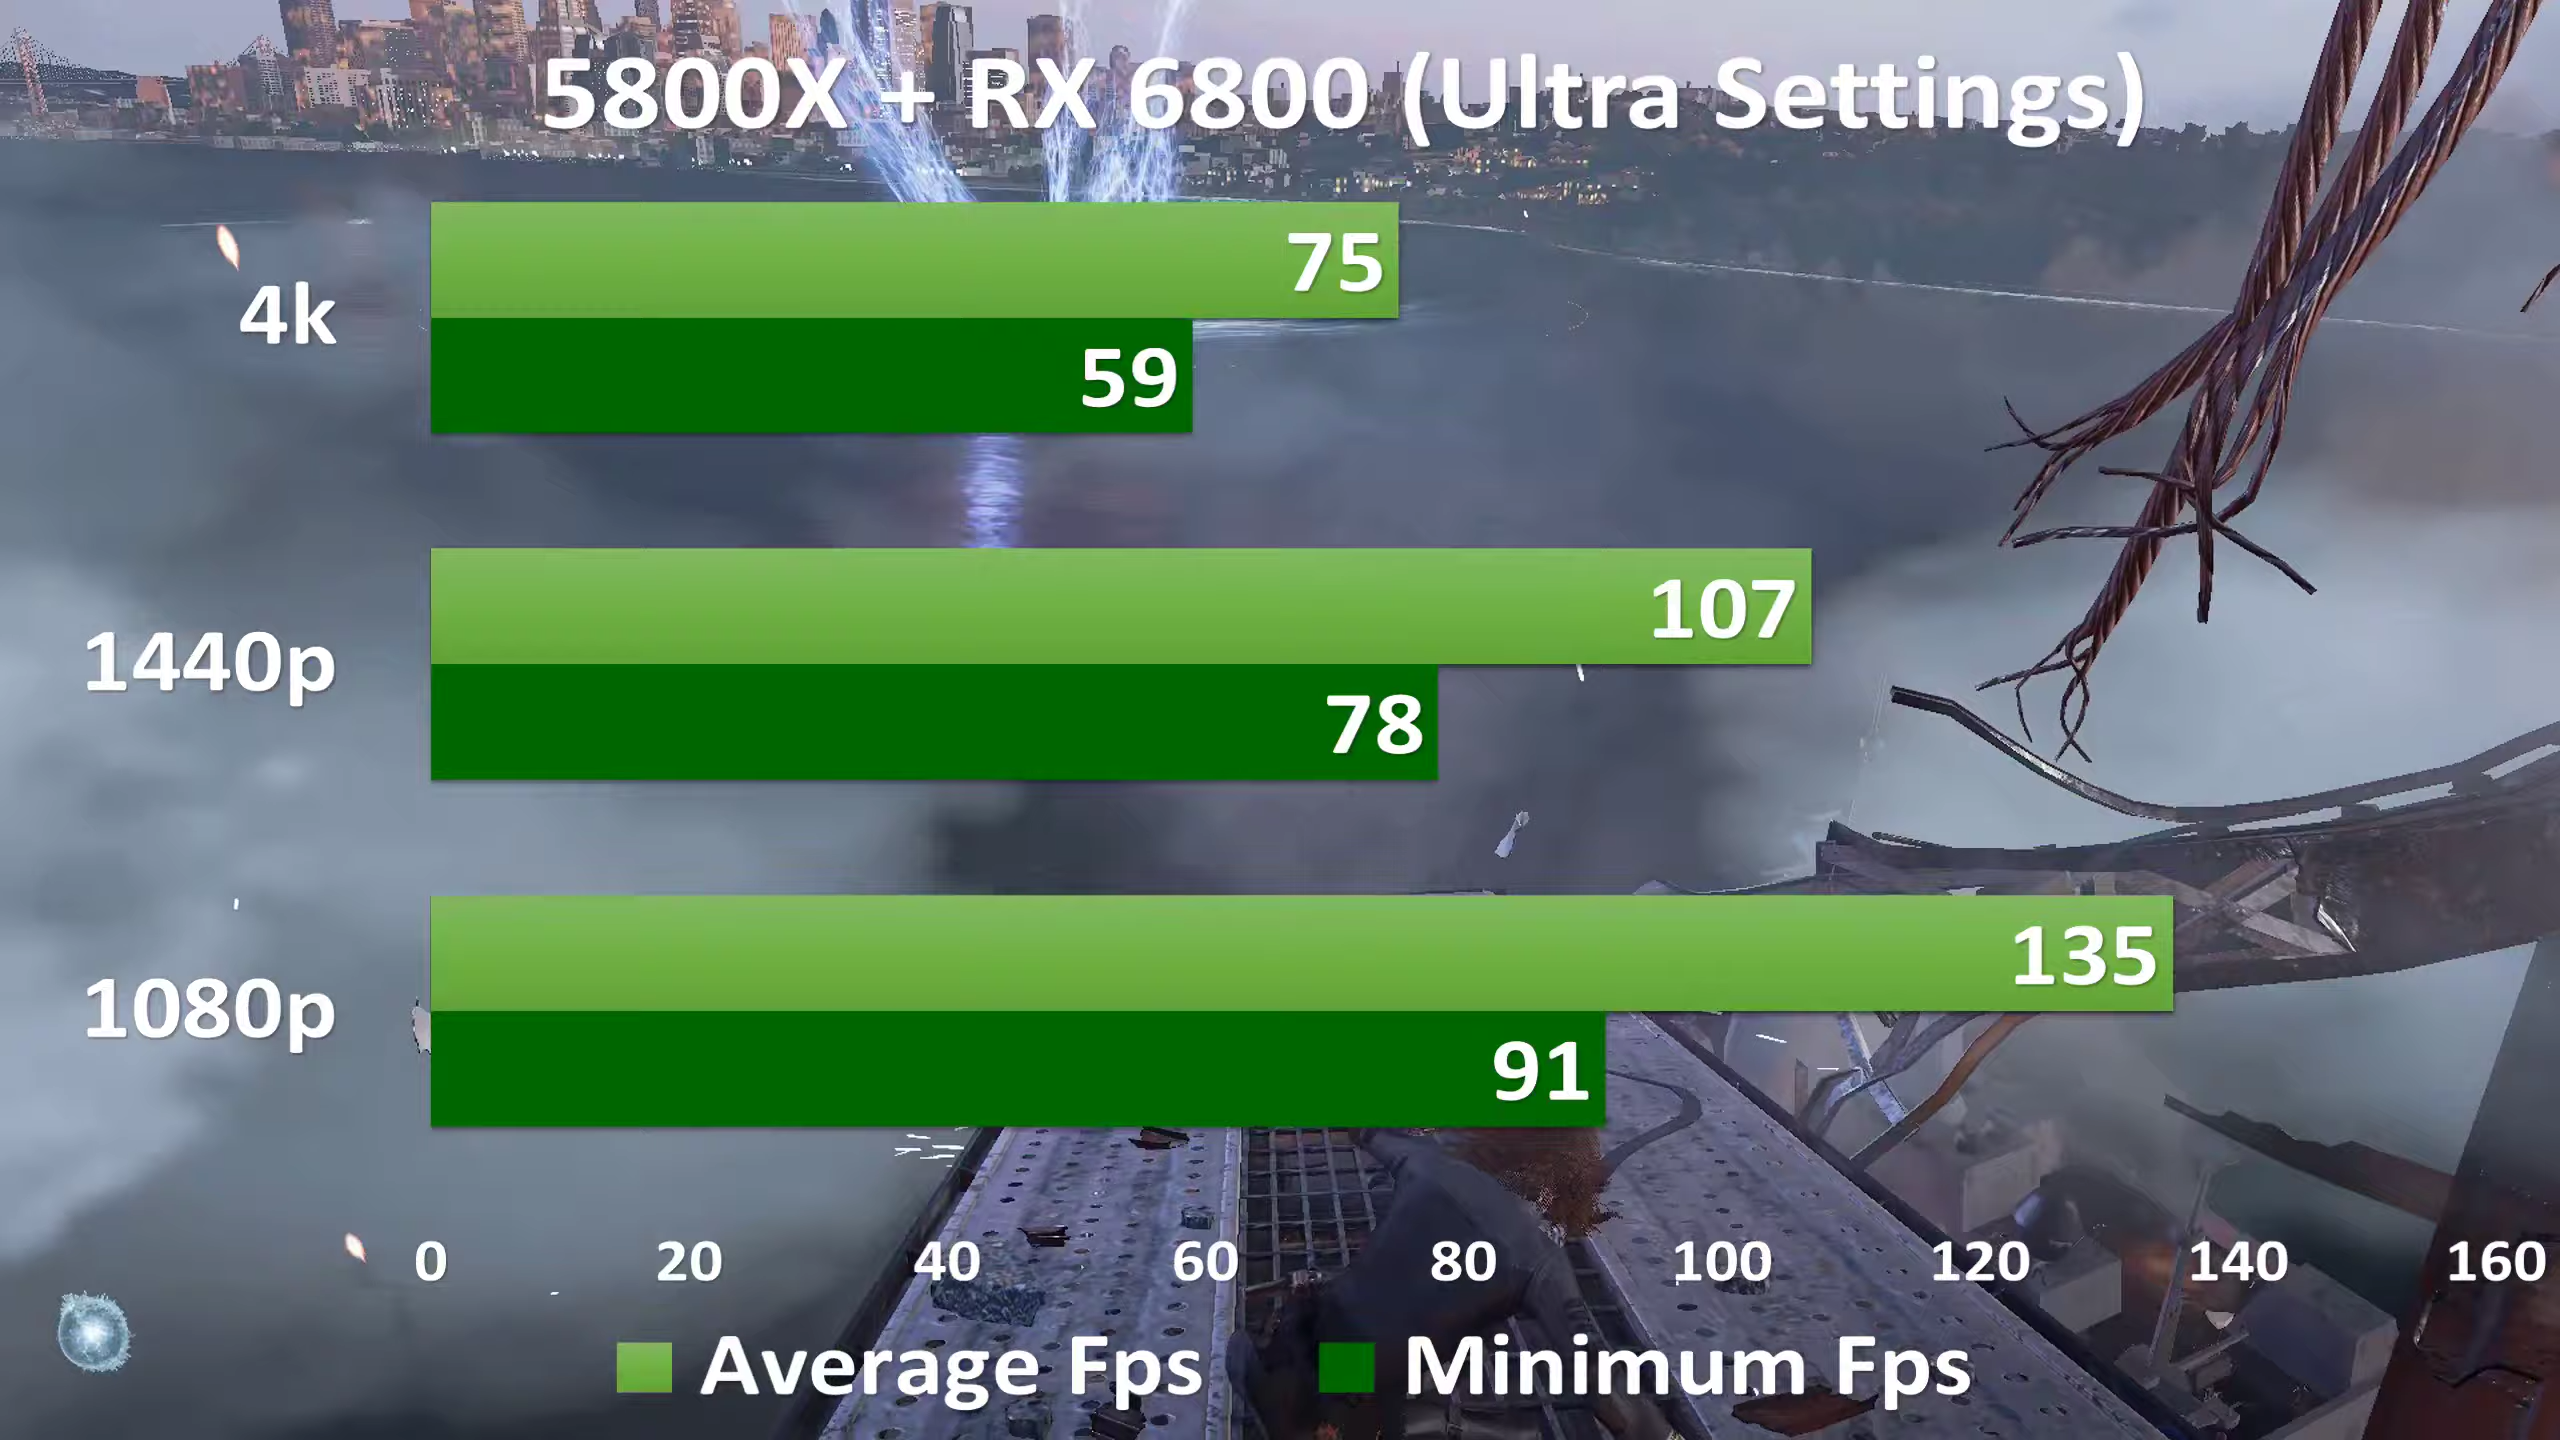 5800X + RX 6800 (Ultra Settings)
4k
75
59
1440p
107
78
1080p
135
91
0 20 40 60 80 100 120 140 160
Average Fps Minimum Fps